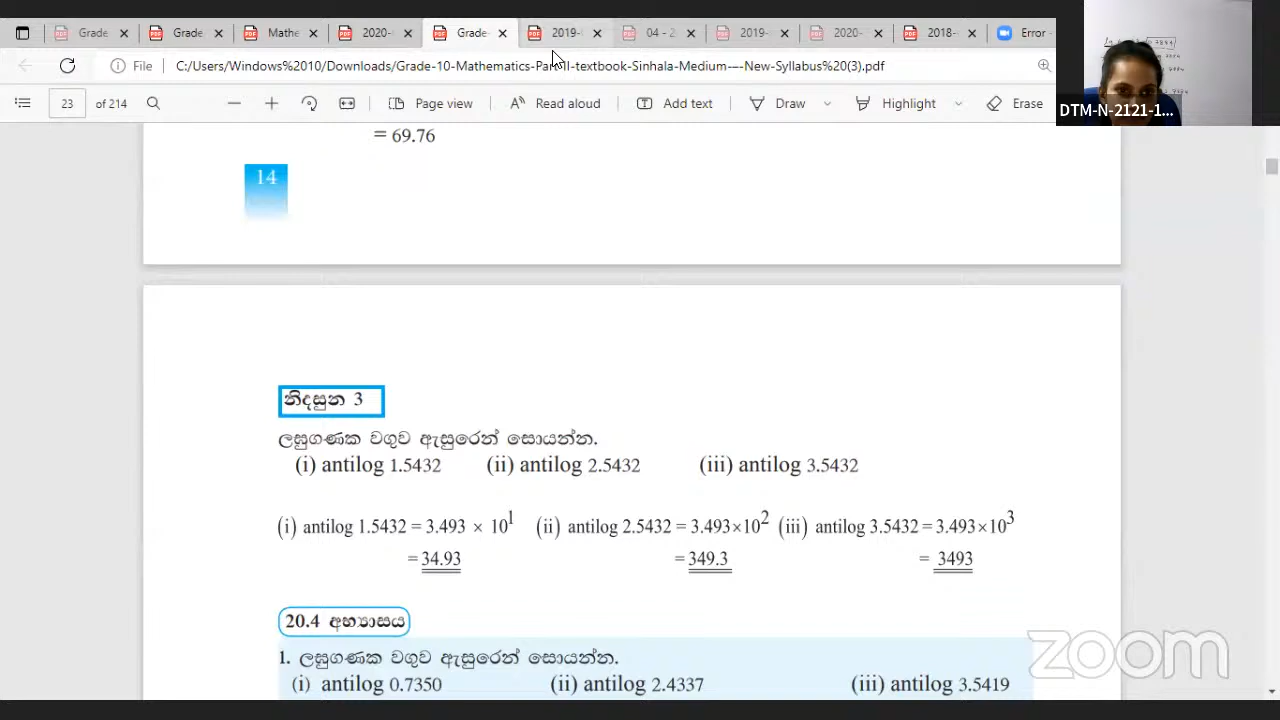 Grade Grade Mathe 2020- Grade- 2019- 04 - 2 2019- 2020- 2018- Error -
File C:/Users/Windows%2010/Downloads/Grade-10-Mathematics-Part-II-textbook-Sinhala-Medium-–-New-Syllabus%20(3).pdf
23 of 214 Page view Read aloud Add text Draw Highlight Erase
DTM-N-2121-1...
= 69.76
14
නිදසුන 3
ලඝුගණක වගුව ඇසුරෙන් සොයන්න.
(i) antilog 1.5432 (ii) antilog 2.5432 (iii) antilog 3.5432
(i) antilog 1.5432 = 3.493 × 10¹ (ii) antilog 2.5432 = 3.493×10² (iii) antilog 3.5432 = 3.493×10³
= 34.93 = 349.3 = 3493
20.4 අභ්‍යාසය
1. ලඝුගණක වගුව ඇසුරෙන් සොයන්න.
(i) antilog 0.7350 (ii) antilog 2.4337 (iii) antilog 3.5419
zoom